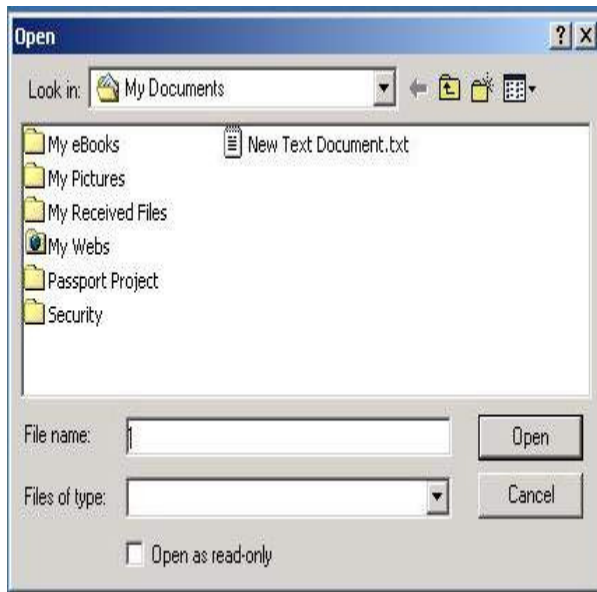 Open
Look in: My Documents
My eBooks New Text Document.txt
My Pictures
My Received Files
My Webs
Passport Project
Security
File name: Open
Files of type: Cancel
Open as read-only